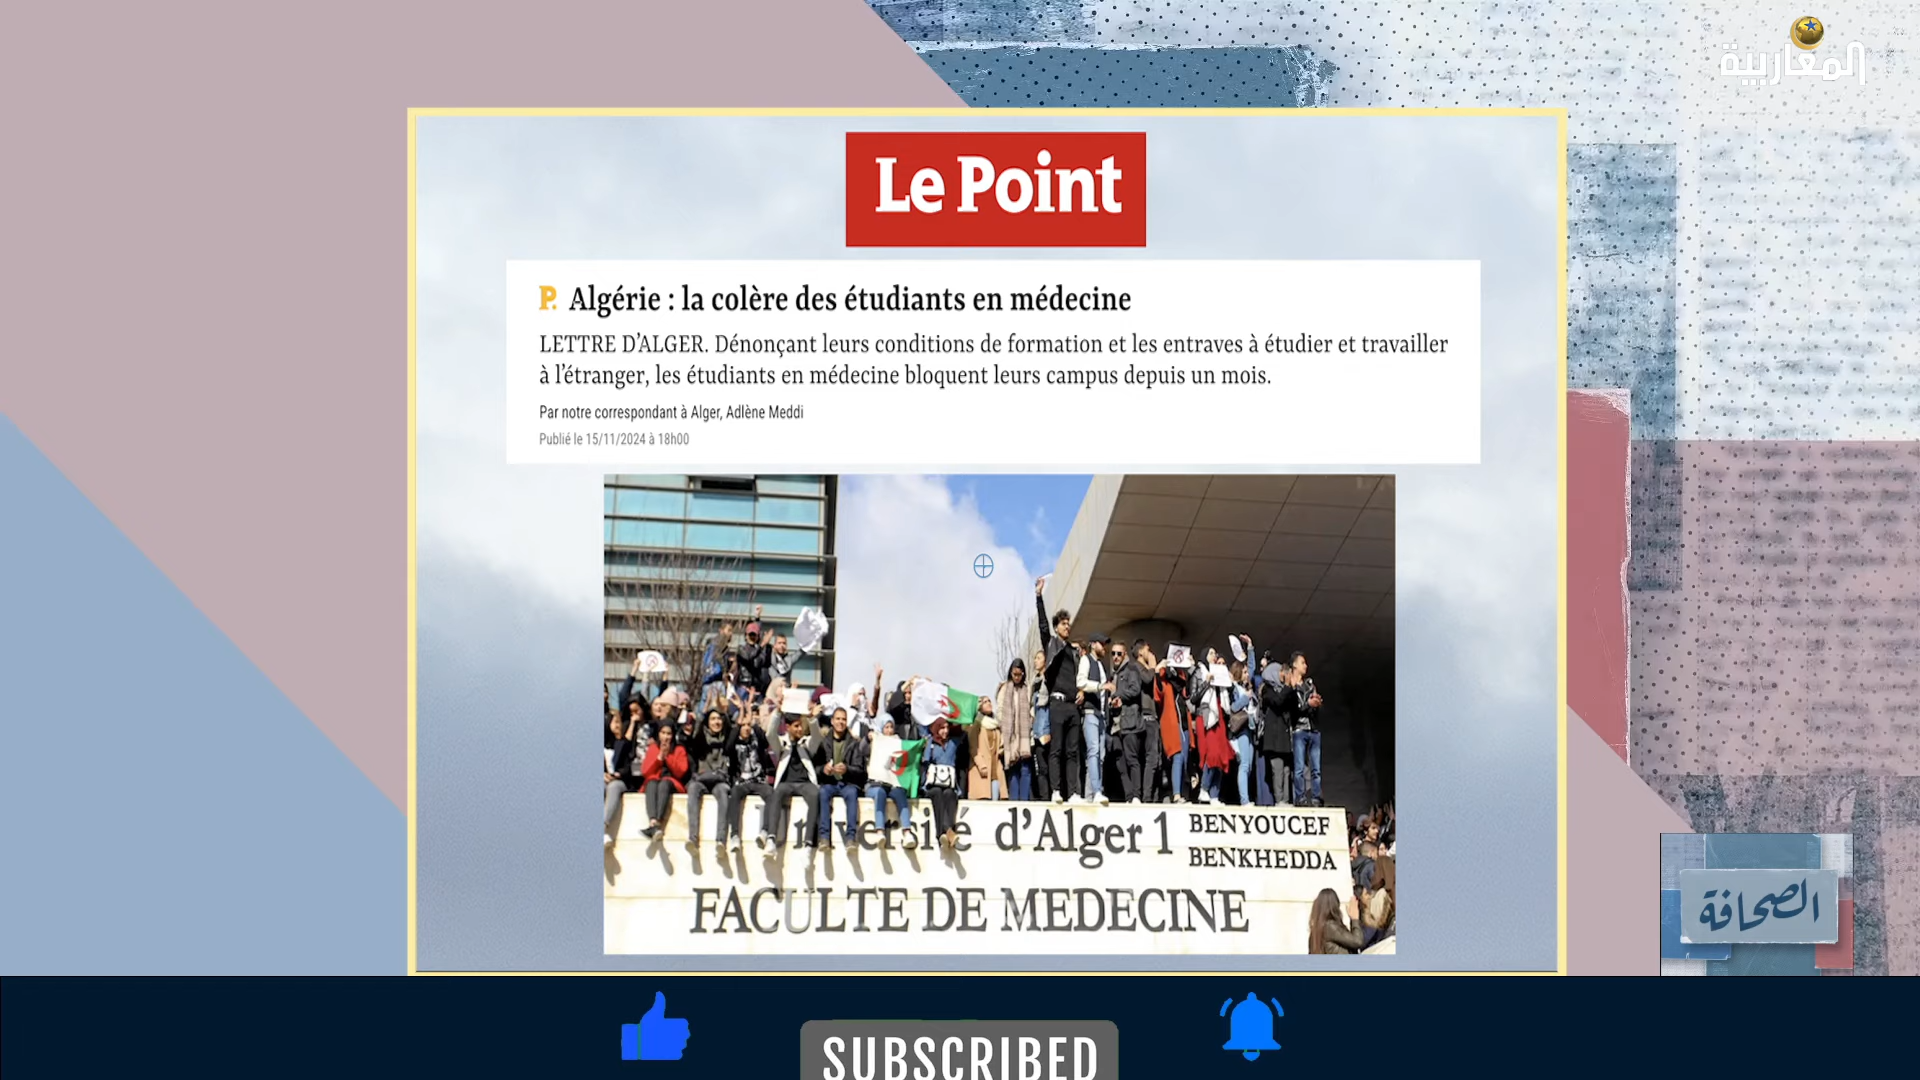 المغاربية
Le Point
P. Algérie : la colère des étudiants en médecine
LETTRE D'ALGER. Dénonçant leurs conditions de formation et les entraves à étudier et travailler
à l'étranger, les étudiants en médecine bloquent leurs campus depuis un mois.
Par notre correspondant à Alger, Adlène Meddi
Publié le 15/11/2024 à 18h00
Université d'Alger 1 BENYOUCEF
BENKHEDDA
FACULTE DE MEDECINE
الصحافة
SUBSCRIBED